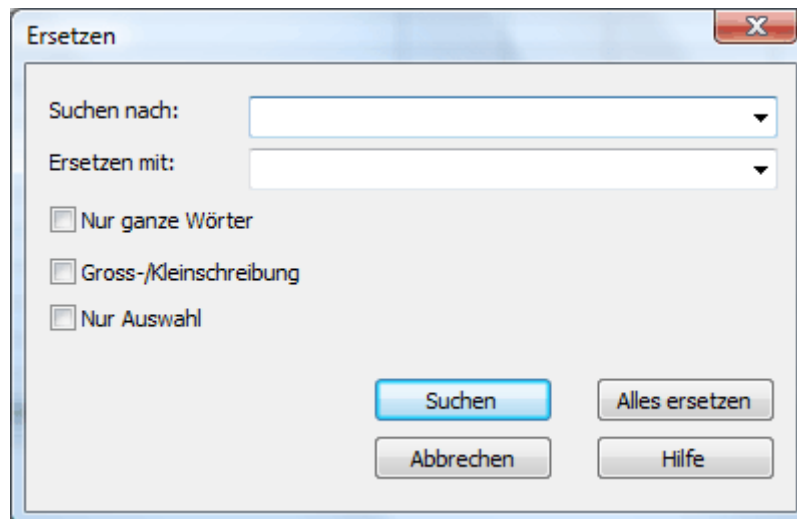 Ersetzen
Suchen nach:
Ersetzen mit:
Nur ganze Wörter
Gross-/Kleinschreibung
Nur Auswahl
Suchen
Alles ersetzen
Abbrechen
Hilfe